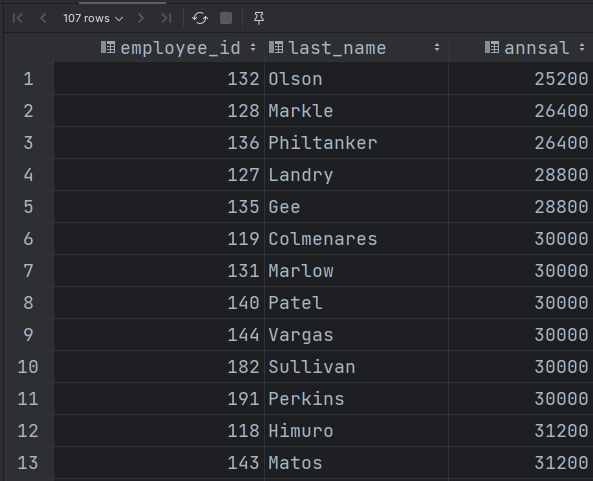 107 rows
employee_id last_name annsal
1 132 Olson 25200
2 128 Markle 26400
3 136 Philtanker 26400
4 127 Landry 28800
5 135 Gee 28800
6 119 Colmenares 30000
7 131 Marlow 30000
8 140 Patel 30000
9 144 Vargas 30000
10 182 Sullivan 30000
11 191 Perkins 30000
12 118 Himuro 31200
13 143 Matos 31200